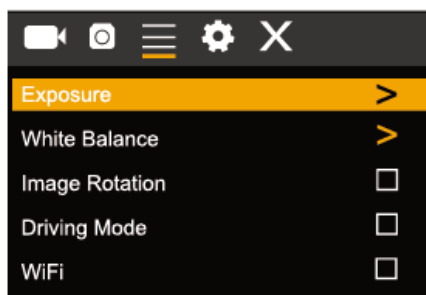 Exposure >
White Balance >
Image Rotation
Driving Mode
WiFi